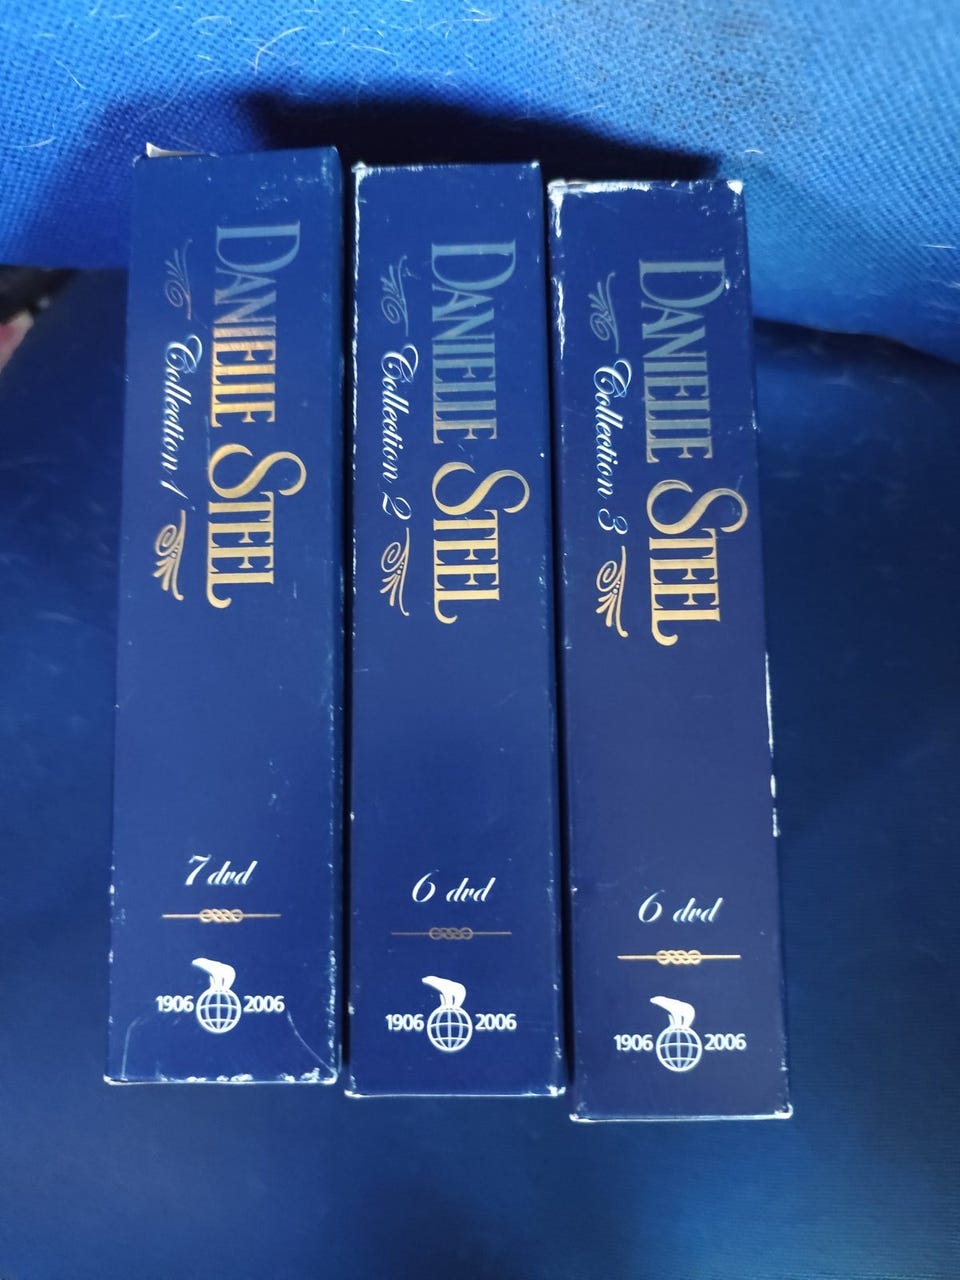 DANIELLE STEEL
Collection 1
7 dvd
1906 2006
DANIELLE STEEL
Collection 2
6 dvd
1906 2006
DANIELLE STEEL
Collection 3
6 dvd
1906 2006